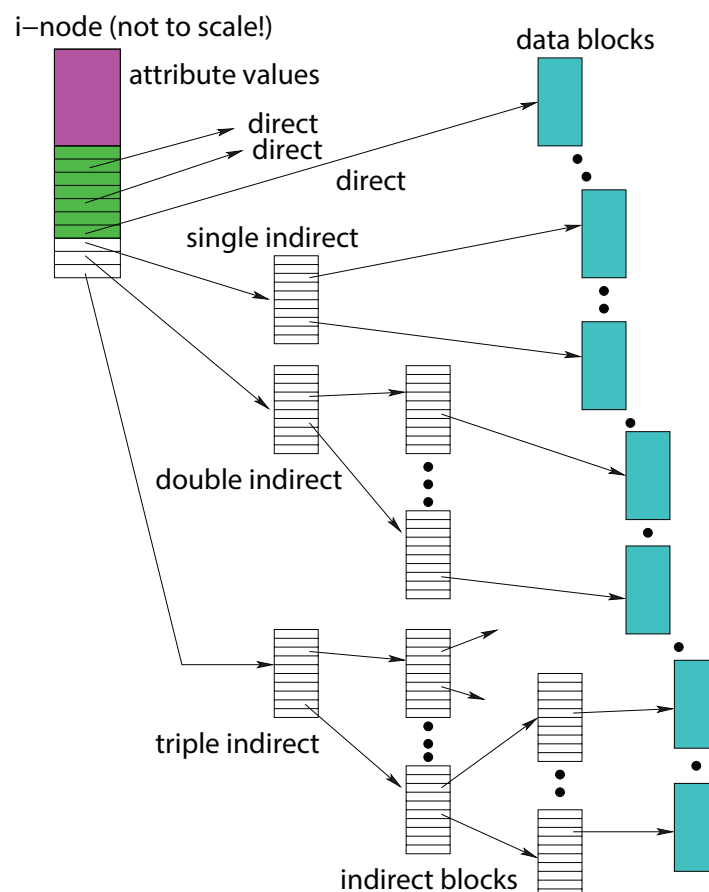 i−node (not to scale!)
data blocks
attribute values
direct
direct
direct
single indirect
double indirect
triple indirect
indirect blocks